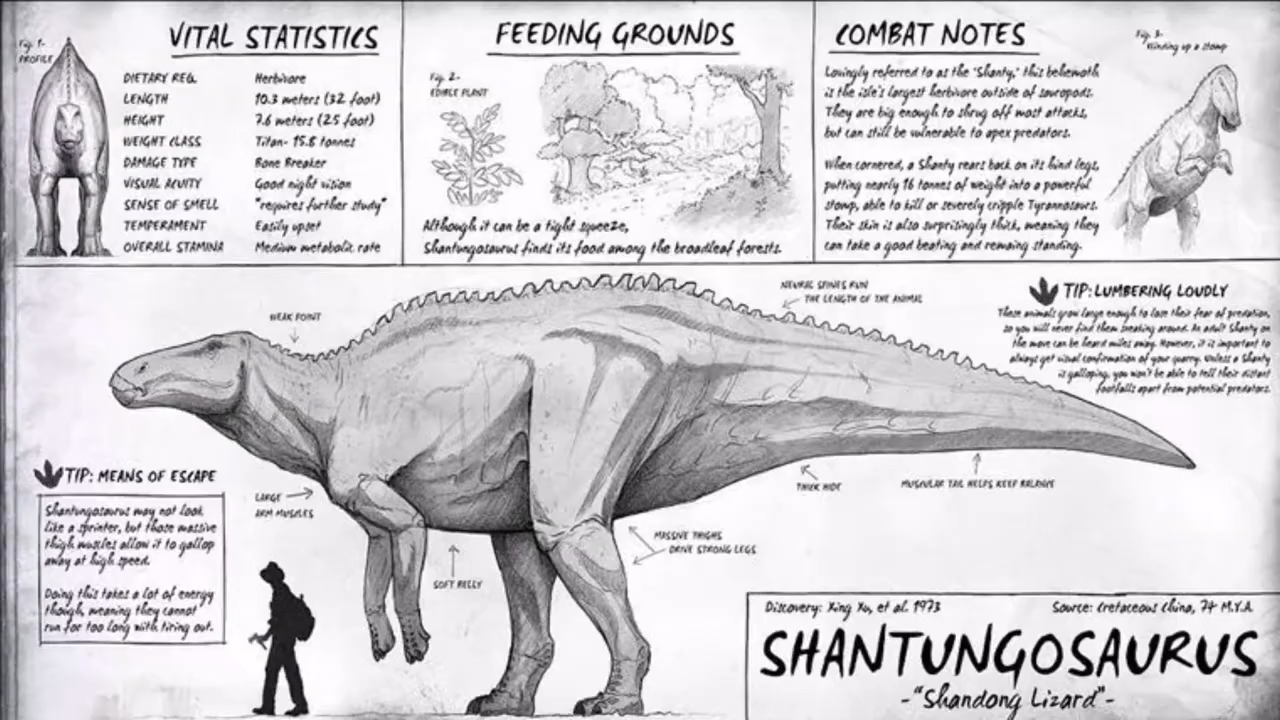 Fig. 1-
PROFILE
VITAL STATISTICS
DIETARY REG. Herbivore
LENGTH 10.3 meters (32 foot)
HEIGHT 7.6 meters (25 foot)
WEIGHT CLASS Titan- 15.8 tonnes
DAMAGE TYPE Bone Breaker
VISUAL ACUITY Good night vision
SENSE OF SMELL "requires further study"
TEMPERAMENT Easily upset
OVERALL STAMINA Medium metabolic rate
FEEDING GROUNDS
Fig. 2-
EDIBLE PLANT
Although it can be a tight squeeze,
Shantungosaurus finds its food among the broadleaf forests.
COMBAT NOTES
Lovingly referred to as the "Shanty," this behemoth
is the isle's largest herbivore outside of sauropods.
They are big enough to shrug off most attacks,
but can still be vulnerable to apex predators.
When cornered, a Shanty rears back on its hind legs,
putting nearly 16 tonnes of weight into a powerful
stomp, able to kill or severely cripple Tyrannosaurs.
Their skin is also surprisingly thick, meaning they
can take a good beating and remaing standing.
Fig. 3-
Winding up a stomp
WEAK POINT
NEURAL SPINES RUN
THE LENGTH OF THE ANIMAL
TIP: LUMBERING LOUDLY
These animals grow large enough to lose their fear of predation,
so you will never find them sneaking around. An adult Shanty on
the move can be heard miles away. However, it is important to
always get visual confirmation of your quarry. Unless a Shanty
is galloping, you won't be able to tell their distant
footfalls apart from potential predators.
TIP: MEANS OF ESCAPE
Shantungosaurus may not look
like a sprinter, but those massive
thigh muscles allow it to gallop
away at high speed.
Doing this takes a lot of energy
though, meaning they cannot
run for too long with tiring out.
LARGE
ARM MUSCLES
SOFT BELLY
MASSIVE THIGHS
DRIVE STRONG LEGS
THICK HIDE
MUSCULAR TAIL HELPS KEEP BALANCE
Discovery: Xing Xu, et al. 1973 Source: Cretaceous China, 74 M.Y.A.
SHANTUNGOSAURUS
-"Shandong Lizard"-